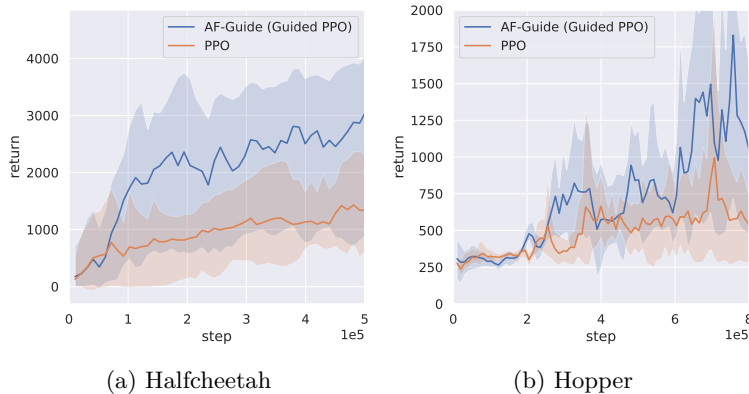 AF-Guide (Guided PPO)
PPO
4000
3000
2000
1000
0
return
0 1 2 3 4 5
step
1e5
(a) Halfcheetah
AF-Guide (Guided PPO)
PPO
2000
1750
1500
1250
1000
750
500
250
0
return
0 2 4 6 8
step
1e5
(b) Hopper